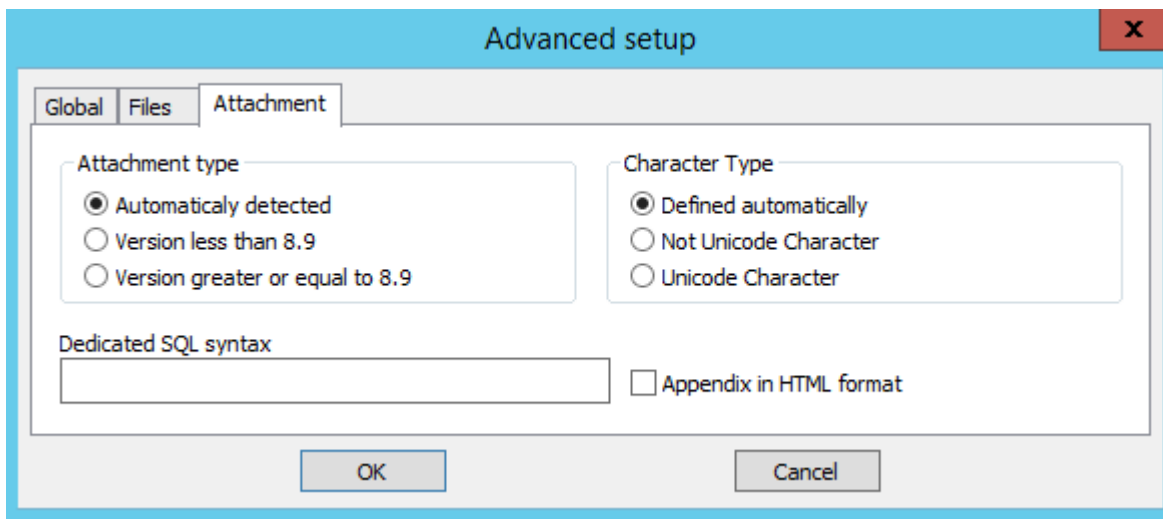 Advanced setup
x
Global Files Attachment
Attachment type
Automaticaly detected
Version less than 8.9
Version greater or equal to 8.9
Character Type
Defined automatically
Not Unicode Character
Unicode Character
Dedicated SQL syntax
Appendix in HTML format
OK Cancel